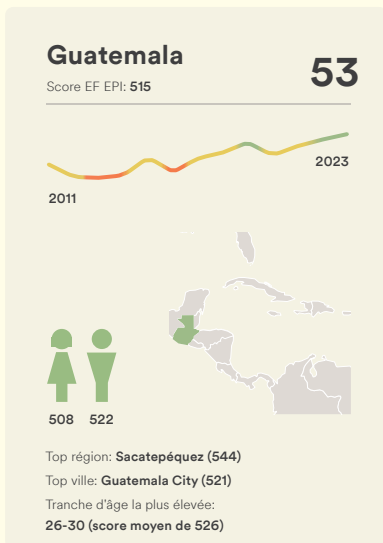 Guatemala
53
Score EF EPI: 515
2023
2011
508 522
Top région: Sacatepéquez (544)
Top ville: Guatemala City (521)
Tranche d'âge la plus élevée:
26-30 (score moyen de 526)